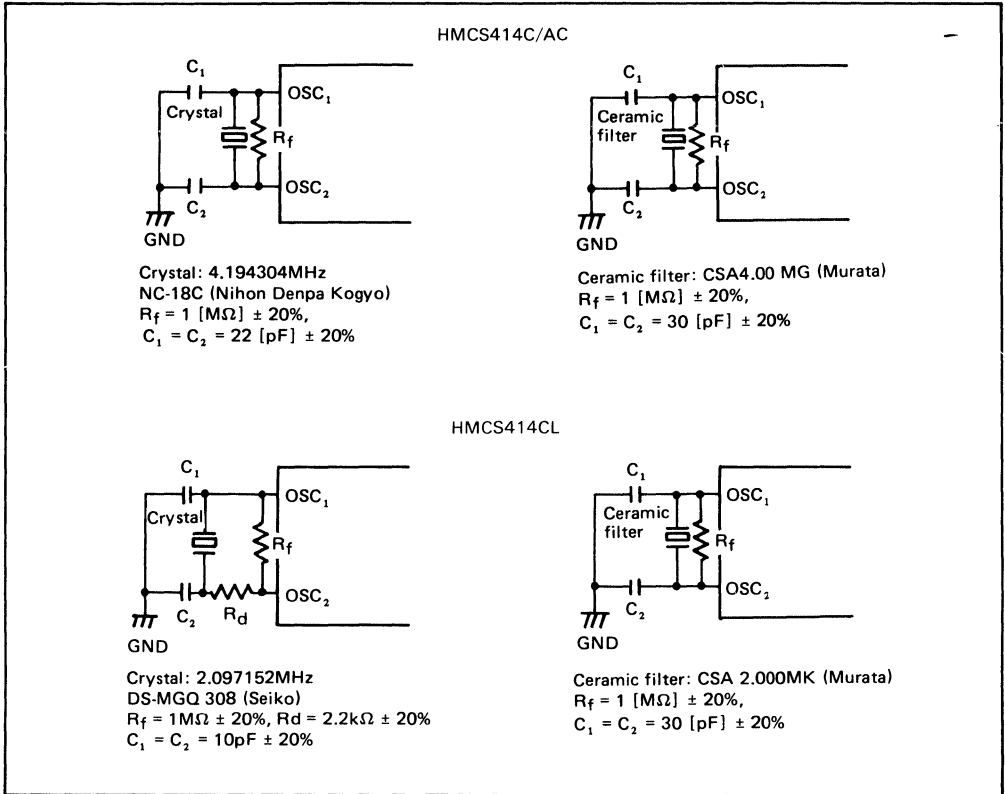 HMCS414C/AC
C₁
OSC₁
Crystal
Rf
OSC₂
C₂
GND
Crystal: 4.194304MHz
NC-18C (Nihon Denpa Kogyo)
Rf = 1 [MΩ] ± 20%,
C₁ = C₂ = 22 [pF] ± 20%
C₁
OSC₁
Ceramic
filter
Rf
OSC₂
C₂
GND
Ceramic filter: CSA4.00 MG (Murata)
Rf = 1 [MΩ] ± 20%,
C₁ = C₂ = 30 [pF] ± 20%
HMCS414CL
C₁
OSC₁
Crystal
Rf
OSC₂
C₂
Rd
GND
Crystal: 2.097152MHz
DS-MGQ 308 (Seiko)
Rf = 1MΩ ± 20%, Rd = 2.2kΩ ± 20%
C₁ = C₂ = 10pF ± 20%
C₁
OSC₁
Ceramic
filter
Rf
OSC₂
C₂
GND
Ceramic filter: CSA 2.000MK (Murata)
Rf = 1 [MΩ] ± 20%,
C₁ = C₂ = 30 [pF] ± 20%